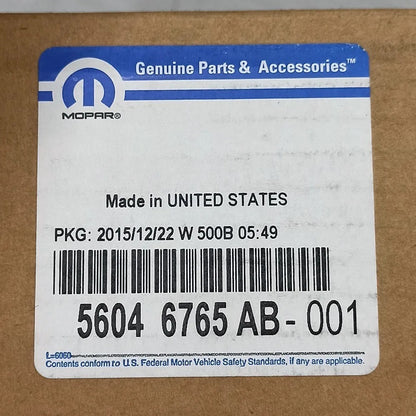 Genuine Parts & Accessories™
MOPAR®
Made in UNITED STATES
PKG: 2015/12/22 W 500B 05:49
5604 6765 AB - 001
L=6060
Contents conform to U.S. Federal Motor Vehicle Safety Standards, if any are applicable.